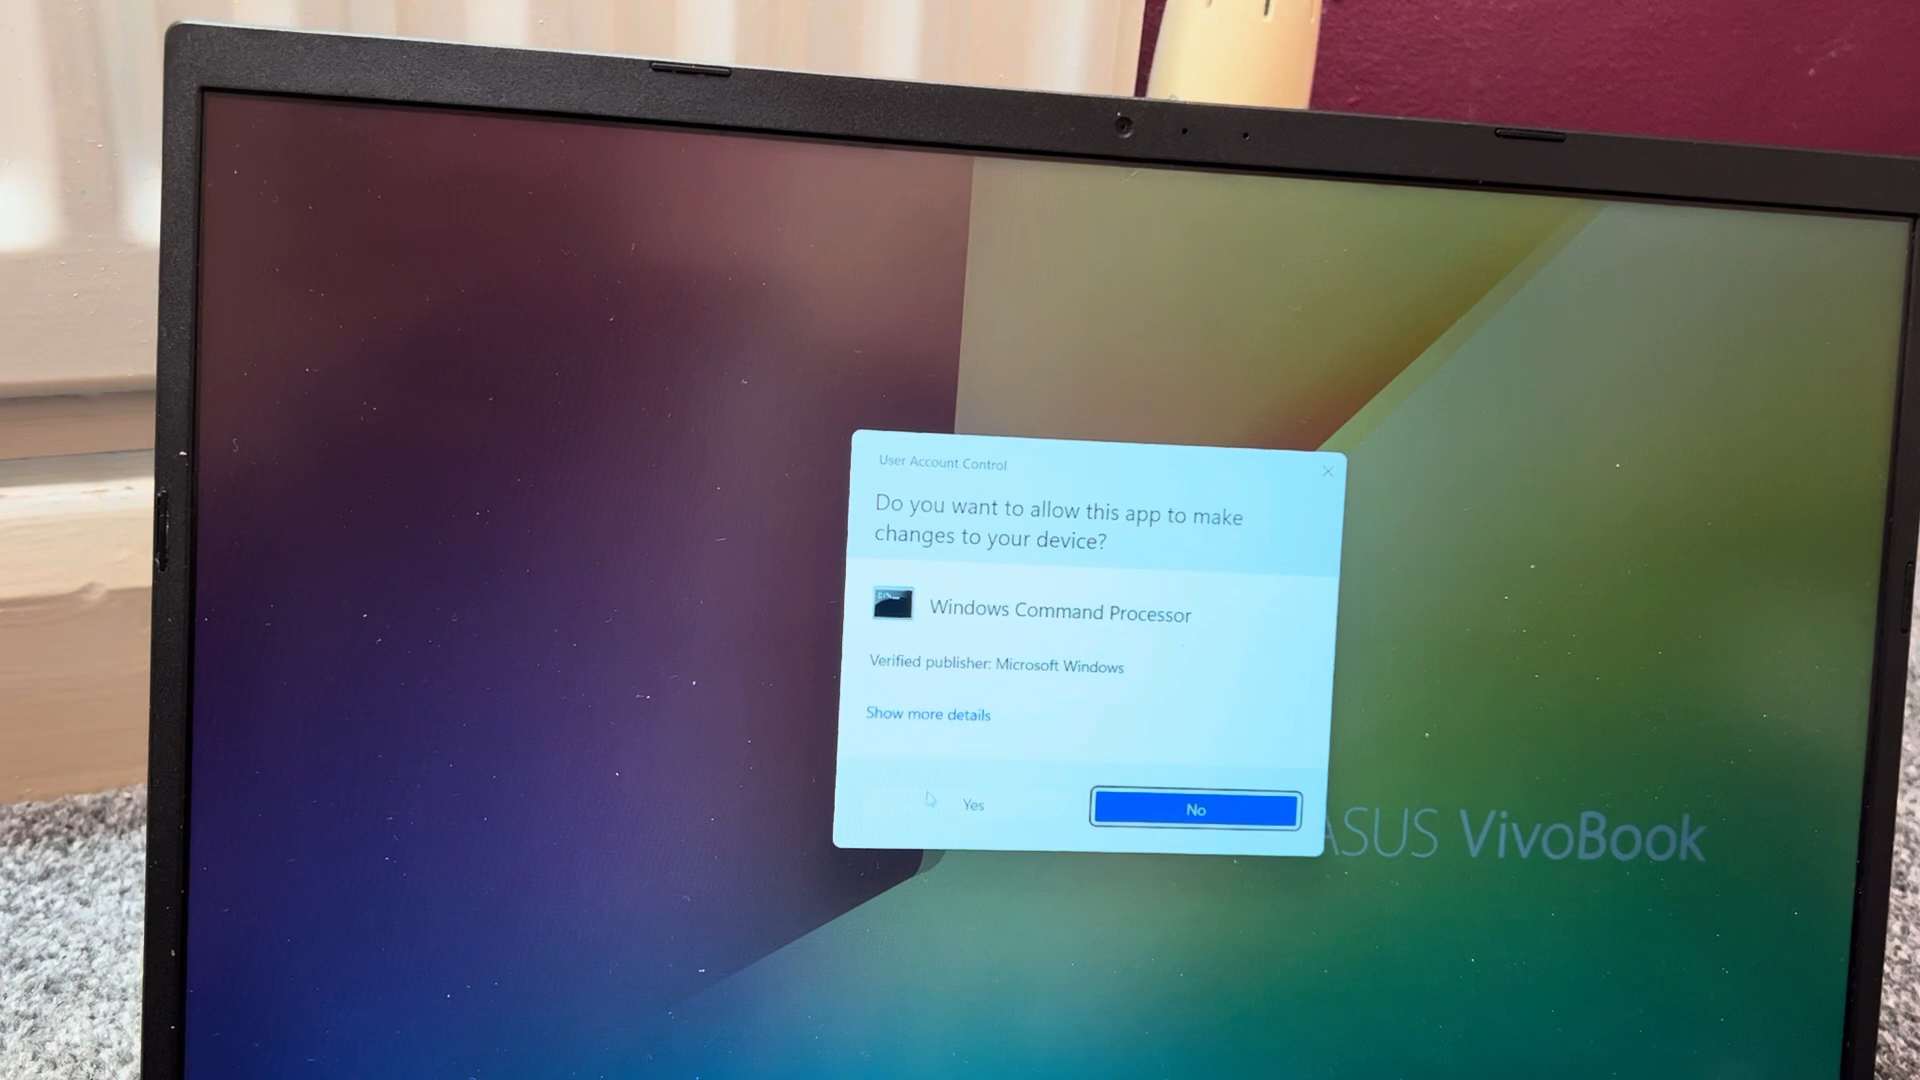 User Account Control
Do you want to allow this app to make
changes to your device?
Windows Command Processor
Verified publisher: Microsoft Windows
Show more details
Yes
No
ASUS VivoBook